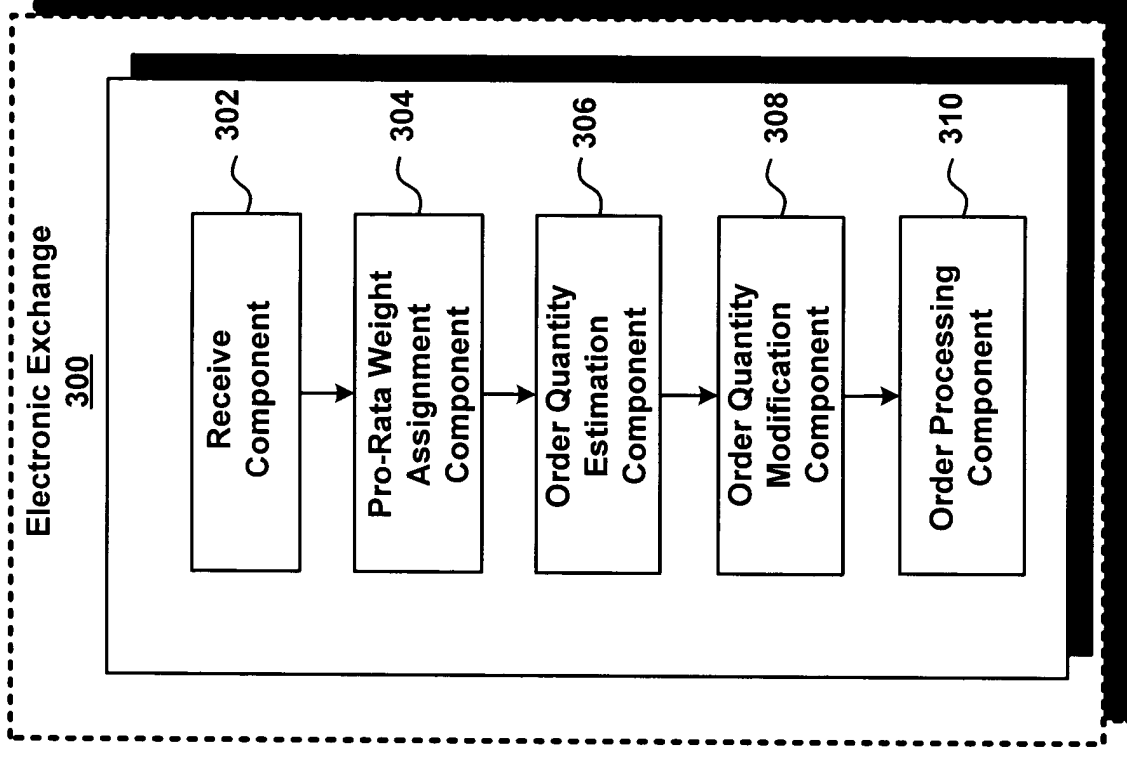 Electronic Exchange
300
Receive
Component
302
Pro-Rata Weight
Assignment
Component
304
Order Quantity
Estimation
Component
306
Order Quantity
Modification
Component
308
Order Processing
Component
310